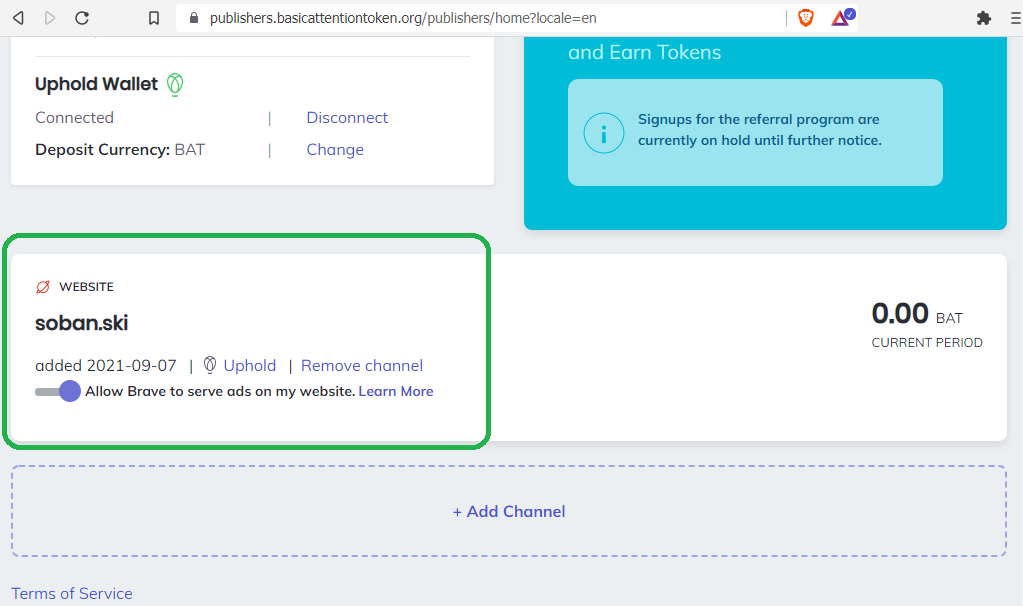 publishers.basicattentiontoken.org/publishers/home?locale=en
and Earn Tokens
Uphold Wallet
Connected | Disconnect
Deposit Currency: BAT | Change
Signups for the referral program are
currently on hold until further notice.
WEBSITE
soban.ski
added 2021-09-07 | Uphold | Remove channel
Allow Brave to serve ads on my website. Learn More
0.00 BAT
CURRENT PERIOD
+ Add Channel
Terms of Service